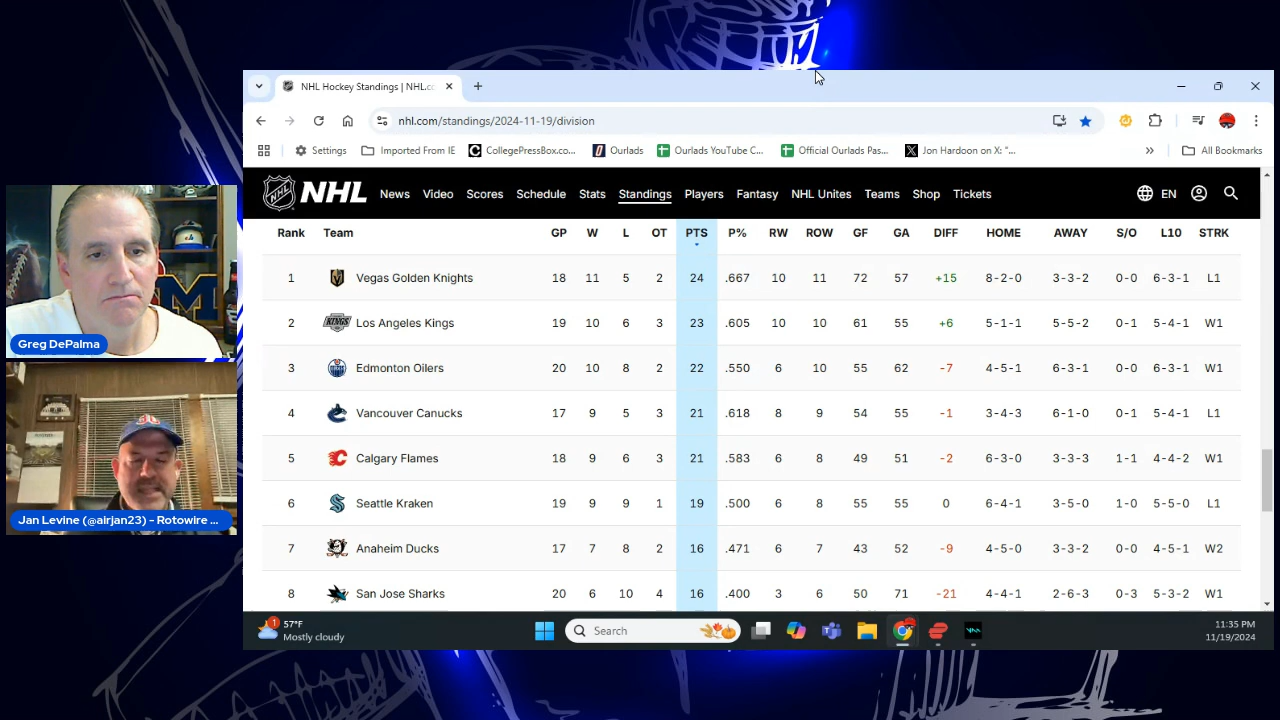 NHL Hockey Standings | NHL.c
nhl.com/standings/2024-11-19/division
Settings Imported From IE CollegePressBox.co... Ourlads Ourlads YouTube C... Official Ourlads Pas... Jon Hardoon on X: "... All Bookmarks
NHL News Video Scores Schedule Stats Standings Players Fantasy NHL Unites Teams Shop Tickets EN
Rank Team GP W L OT PTS P% RW ROW GF GA DIFF HOME AWAY S/O L10 STRK
1 Vegas Golden Knights 18 11 5 2 24 .667 10 11 72 57 +15 8-2-0 3-3-2 0-0 6-3-1 L1
2 KINGS Los Angeles Kings 19 10 6 3 23 .605 10 10 61 55 +6 5-1-1 5-5-2 0-1 5-4-1 W1
3 Edmonton Oilers 20 10 8 2 22 .550 6 10 55 62 -7 4-5-1 6-3-1 0-0 6-3-1 W1
4 Vancouver Canucks 17 9 5 3 21 .618 8 9 54 55 -1 3-4-3 6-1-0 0-0 5-4-1 L1
5 Calgary Flames 18 9 6 3 21 .583 6 8 49 51 -2 6-3-0 3-3-3 4-4-2 W1
6 Seattle Kraken 19 9 9 1 19 .500 55 56 6-4-1 3-5-0 5-5-0 L1
7 Anaheim Ducks 17 7 8 2 16 .471 6 7 43 52 -9 4-5-0 3-3-2 0-0 4-5-1 W2
8 San Jose Sharks 20 6 10 4 16 .400 3 6 50 71 -21 4-4-1 2-6-3 0-3 5-3-2 W1
Greg DePalma
Jan Levine (@alrjan23) - Rotowire ...
1 57°F
Mostly cloudy
Search
11:35 PM
11/19/2024
M